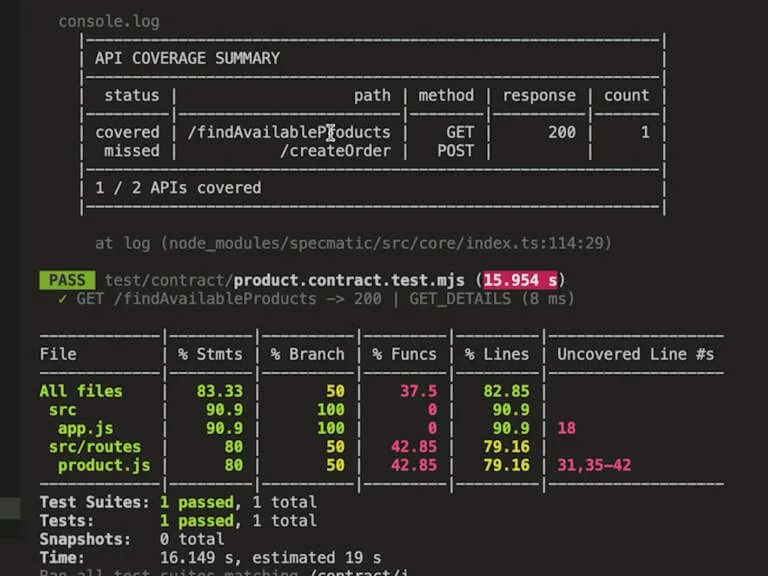 console.log
API COVERAGE SUMMARY
status | path | method | response | count
covered | /findAvailableProducts | GET | 200 | 1
missed | /createOrder | POST | | 
1 / 2 APIs covered
at log (node_modules/specmatic/src/core/index.ts:114:29)
PASS test/contract/product.contract.test.mjs (15.954 s)
✓ GET /findAvailableProducts -> 200 | GET_DETAILS (8 ms)
File | % Stmts | % Branch | % Funcs | % Lines | Uncovered Line #s
All files | 83.33 | 50 | 37.5 | 82.85 |
src | 90.9 | 100 | 0 | 90.9 |
app.js | 90.9 | 100 | 0 | 90.9 | 18
src/routes | 80 | 50 | 42.85 | 79.16 |
product.js | 80 | 50 | 42.85 | 79.16 | 31,35-42
Test Suites: 1 passed, 1 total
Tests: 1 passed, 1 total
Snapshots: 0 total
Time: 16.149 s, estimated 19 s
Ran all test suites matching /contract/i